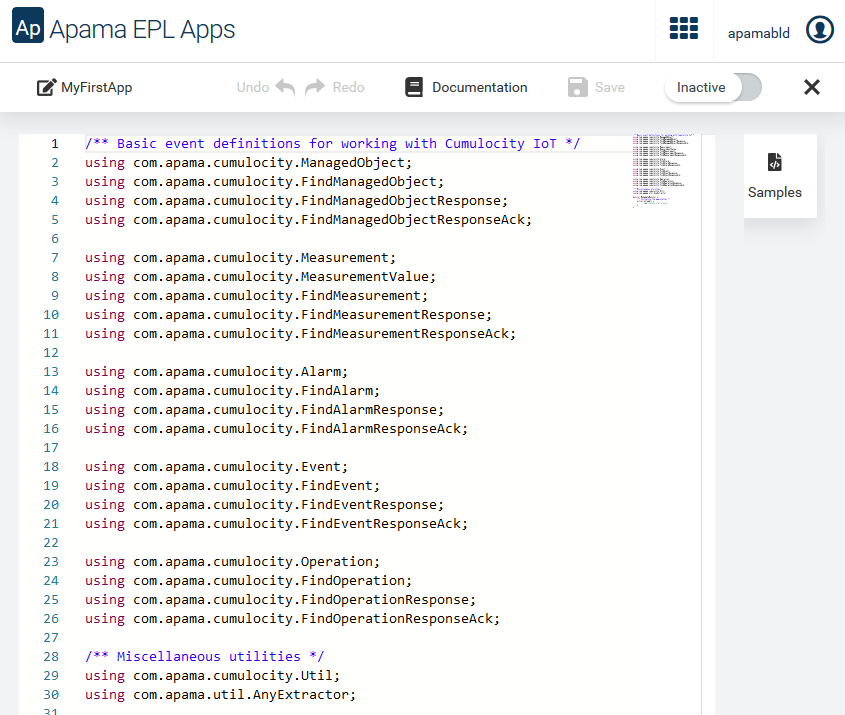 Ap Apama EPL Apps
apamabld
MyFirstApp Undo Redo Documentation Save Inactive
Samples
1 /** Basic event definitions for working with Cumulocity IoT */
2 using com.apama.cumulocity.ManagedObject;
3 using com.apama.cumulocity.FindManagedObject;
4 using com.apama.cumulocity.FindManagedObjectResponse;
5 using com.apama.cumulocity.FindManagedObjectResponseAck;
6
7 using com.apama.cumulocity.Measurement;
8 using com.apama.cumulocity.MeasurementValue;
9 using com.apama.cumulocity.FindMeasurement;
10 using com.apama.cumulocity.FindMeasurementResponse;
11 using com.apama.cumulocity.FindMeasurementResponseAck;
12
13 using com.apama.cumulocity.Alarm;
14 using com.apama.cumulocity.FindAlarm;
15 using com.apama.cumulocity.FindAlarmResponse;
16 using com.apama.cumulocity.FindAlarmResponseAck;
17
18 using com.apama.cumulocity.Event;
19 using com.apama.cumulocity.FindEvent;
20 using com.apama.cumulocity.FindEventResponse;
21 using com.apama.cumulocity.FindEventResponseAck;
22
23 using com.apama.cumulocity.Operation;
24 using com.apama.cumulocity.FindOperation;
25 using com.apama.cumulocity.FindOperationResponse;
26 using com.apama.cumulocity.FindOperationResponseAck;
27
28 /** Miscellaneous utilities */
29 using com.apama.cumulocity.Util;
30 using com.apama.util.AnyExtractor;
31